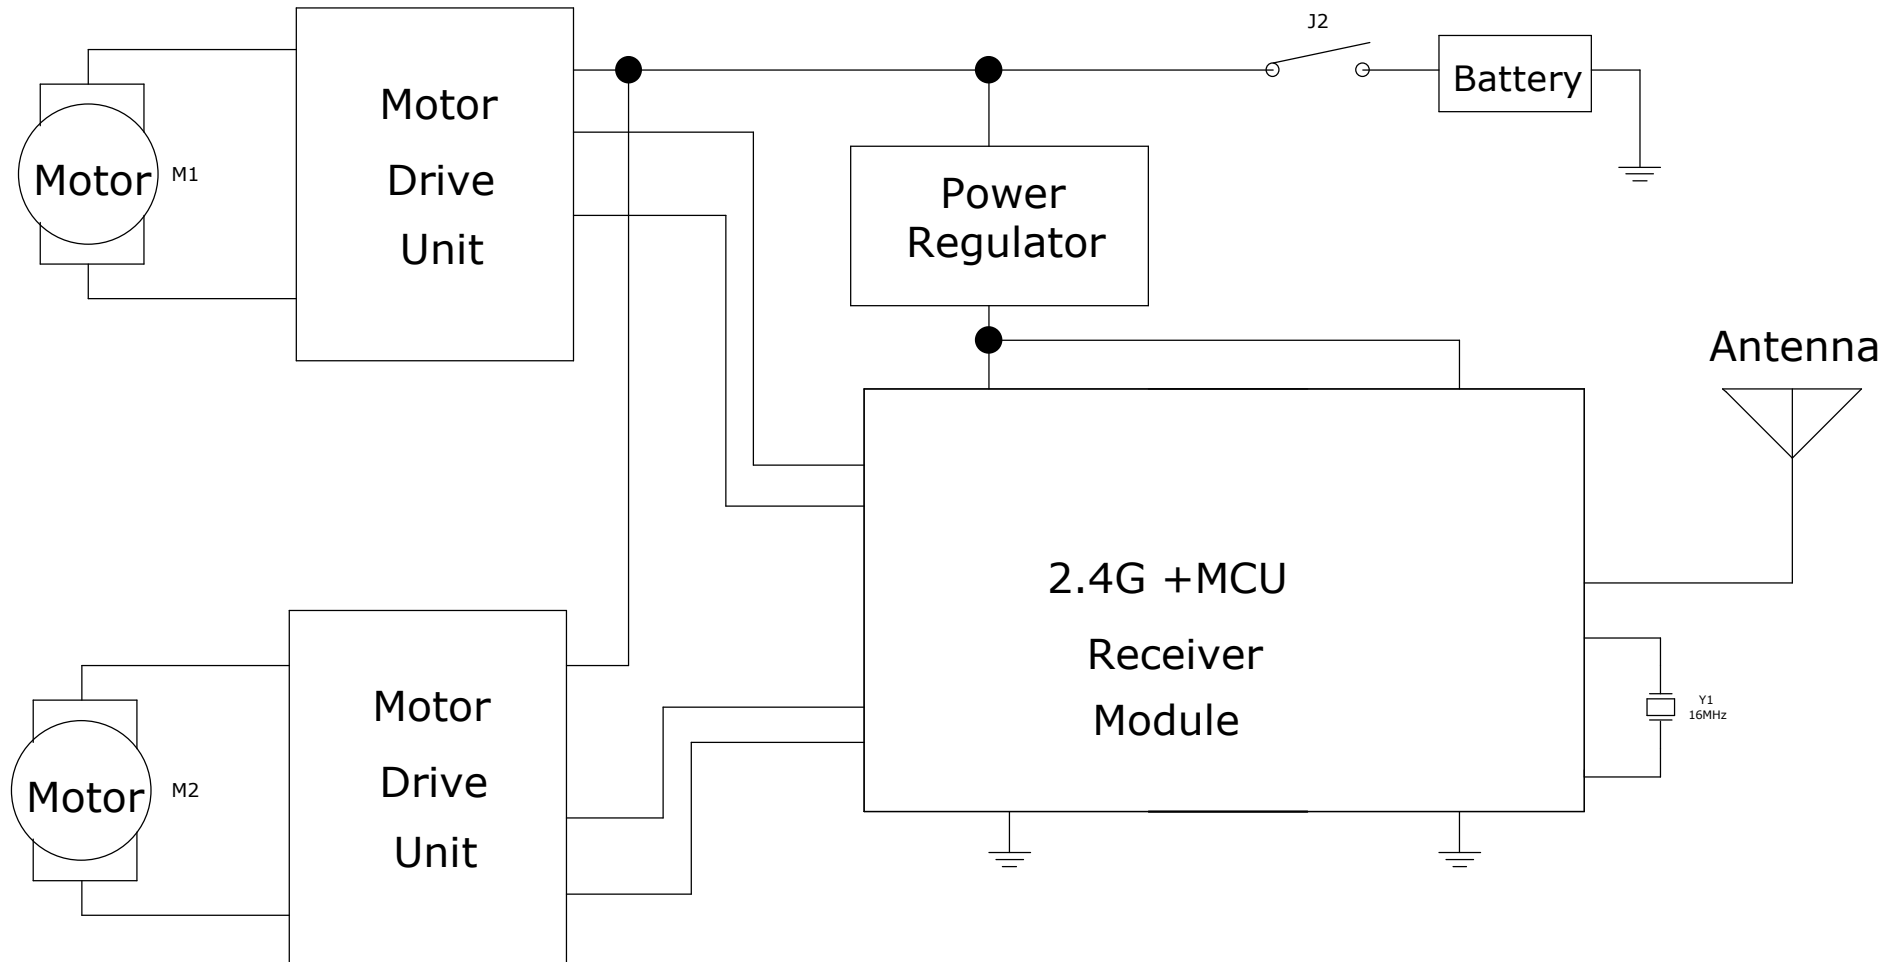 J2
Battery
Motor
Drive
Unit
Motor
M1
Power
Regulator
Antenna
2.4G +MCU
Receiver
Module
Y1
16MHz
Motor
Drive
Unit
Motor
M2